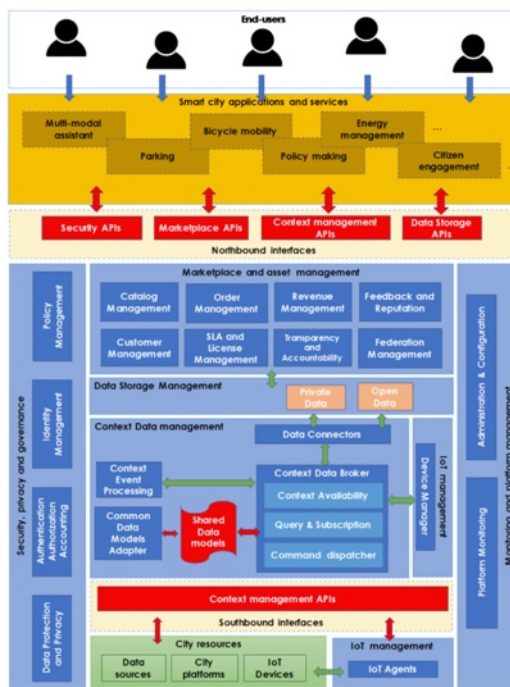 End-users
Smart city applications and services
Multi-modal
assistant
Parking
Bicycle mobility
Policy making
Energy
management
...
Citizen
engagement
Security APIs
Marketplace APIs
Context management
APIs
Data Storage
APIs
Northbound interfaces
Security, privacy and governance
Policy
Management
Identity
Management
Authentication
Authorization
Accounting
Data Protection
and Privacy
Marketplace and asset management
Catalog
Management
Order
Management
Revenue
Management
Feedback and
Reputation
Customer
Management
SLA and
License
Management
Transparency
and
Accountability
Federation
Management
Data Storage Management
Private
Data
Open
Data
Context Data management
Data Connectors
Context
Event
Processing
Common
Data
Models
Adapter
Shared
Data
models
Context Data Broker
Context Availability
Query & Subscription
Command dispatcher
Device Manager
IoT management
Administration & Configuration
Platform Monitoring
Monitoring and platform management
Context management APIs
Southbound interfaces
City resources
Data
sources
City
platforms
IoT
Devices
IoT management
IoT Agents